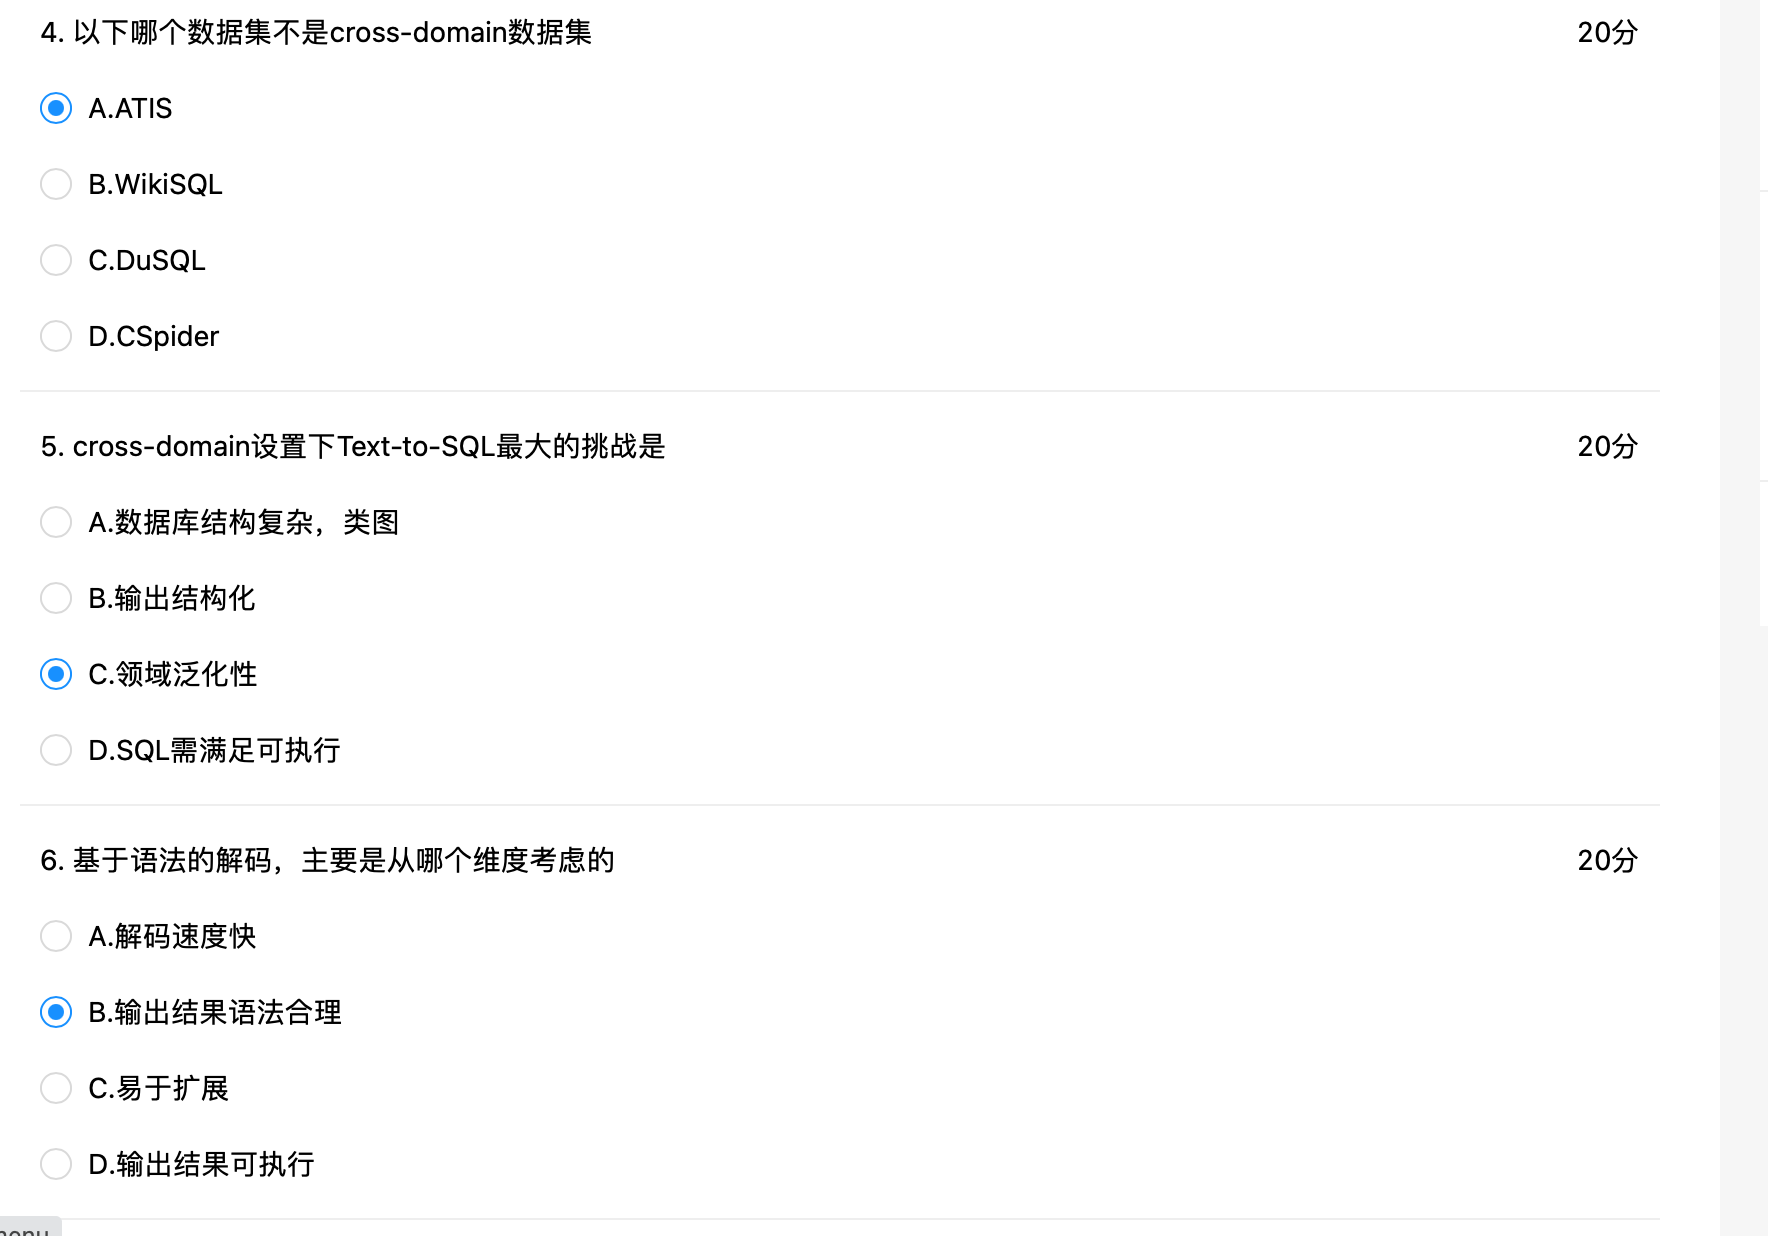 4. 以下哪个数据集不是cross-domain数据集 20分
A.ATIS
B.WikiSQL
C.DuSQL
D.CSpider
5. cross-domain设置下Text-to-SQL最大的挑战是 20分
A.数据库结构复杂，类图
B.输出结构化
C.领域泛化性
D.SQL需满足可执行
6. 基于语法的解码，主要是从哪个维度考虑的 20分
A.解码速度快
B.输出结果语法合理
C.易于扩展
D.输出结果可执行